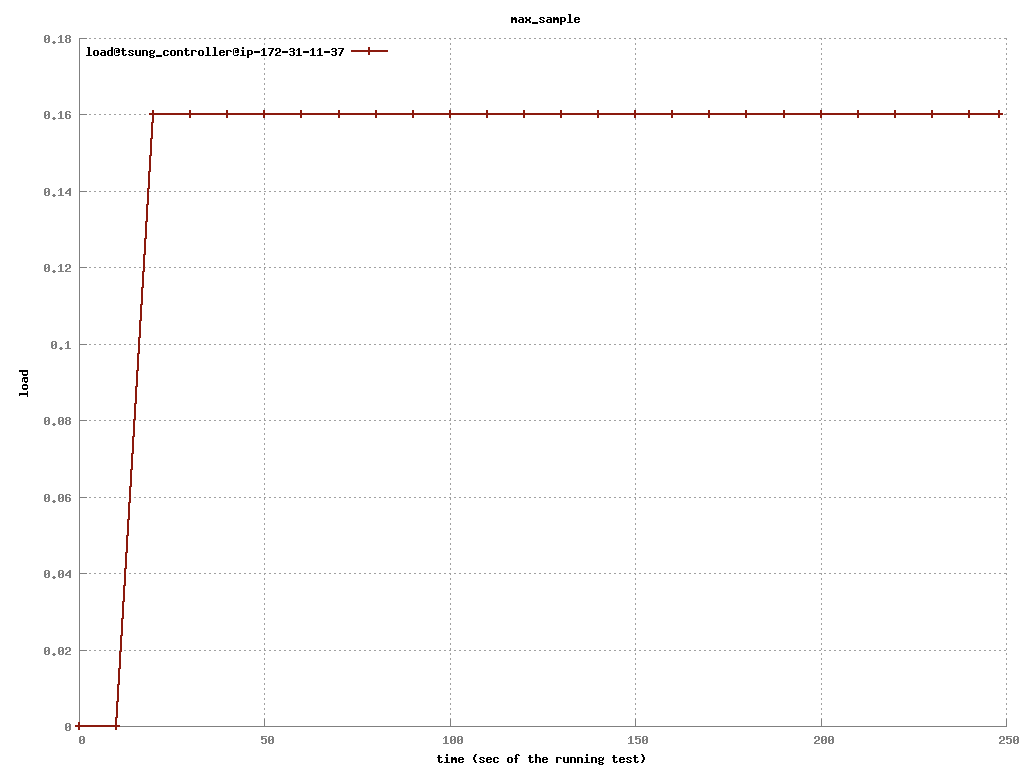 max_sample
load@tsung_controller@ip-172-31-11-37
0.18
0.16
0.14
0.12
0.1
0.08
0.06
0.04
0.02
0
load
0 50 100 150 200 250
time (sec of the running test)